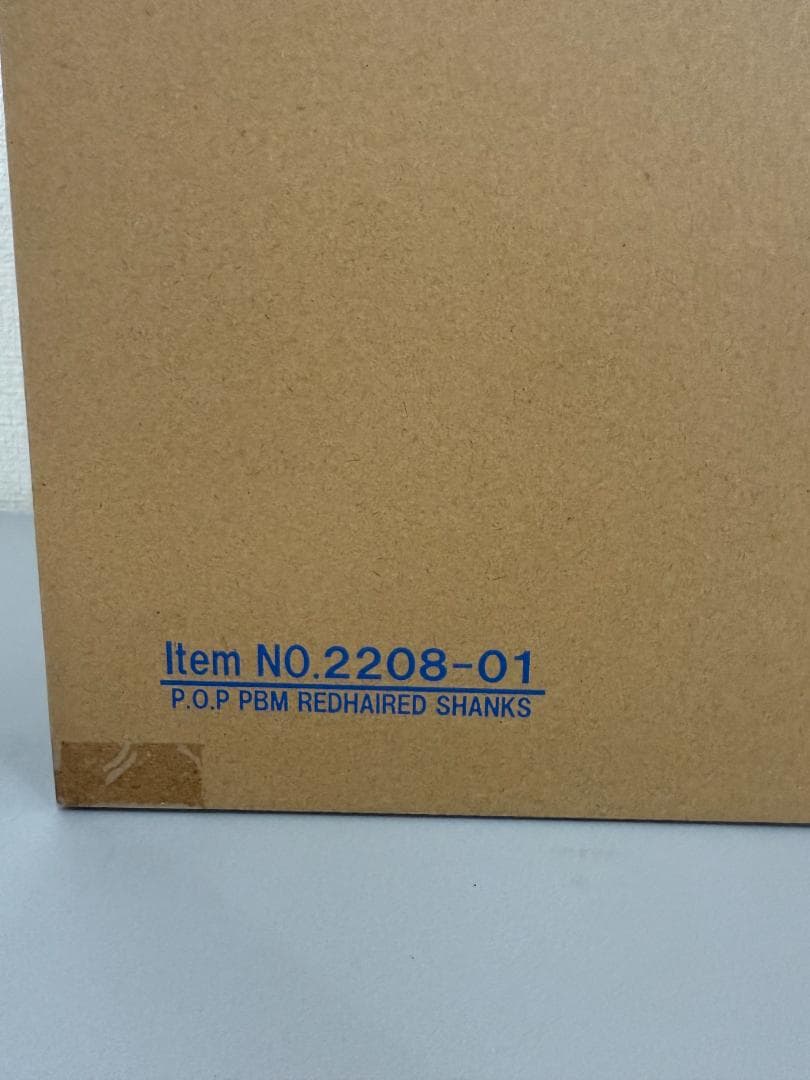 Item NO.2208-01
P.O.P PBM REDHAIRED SHANKS